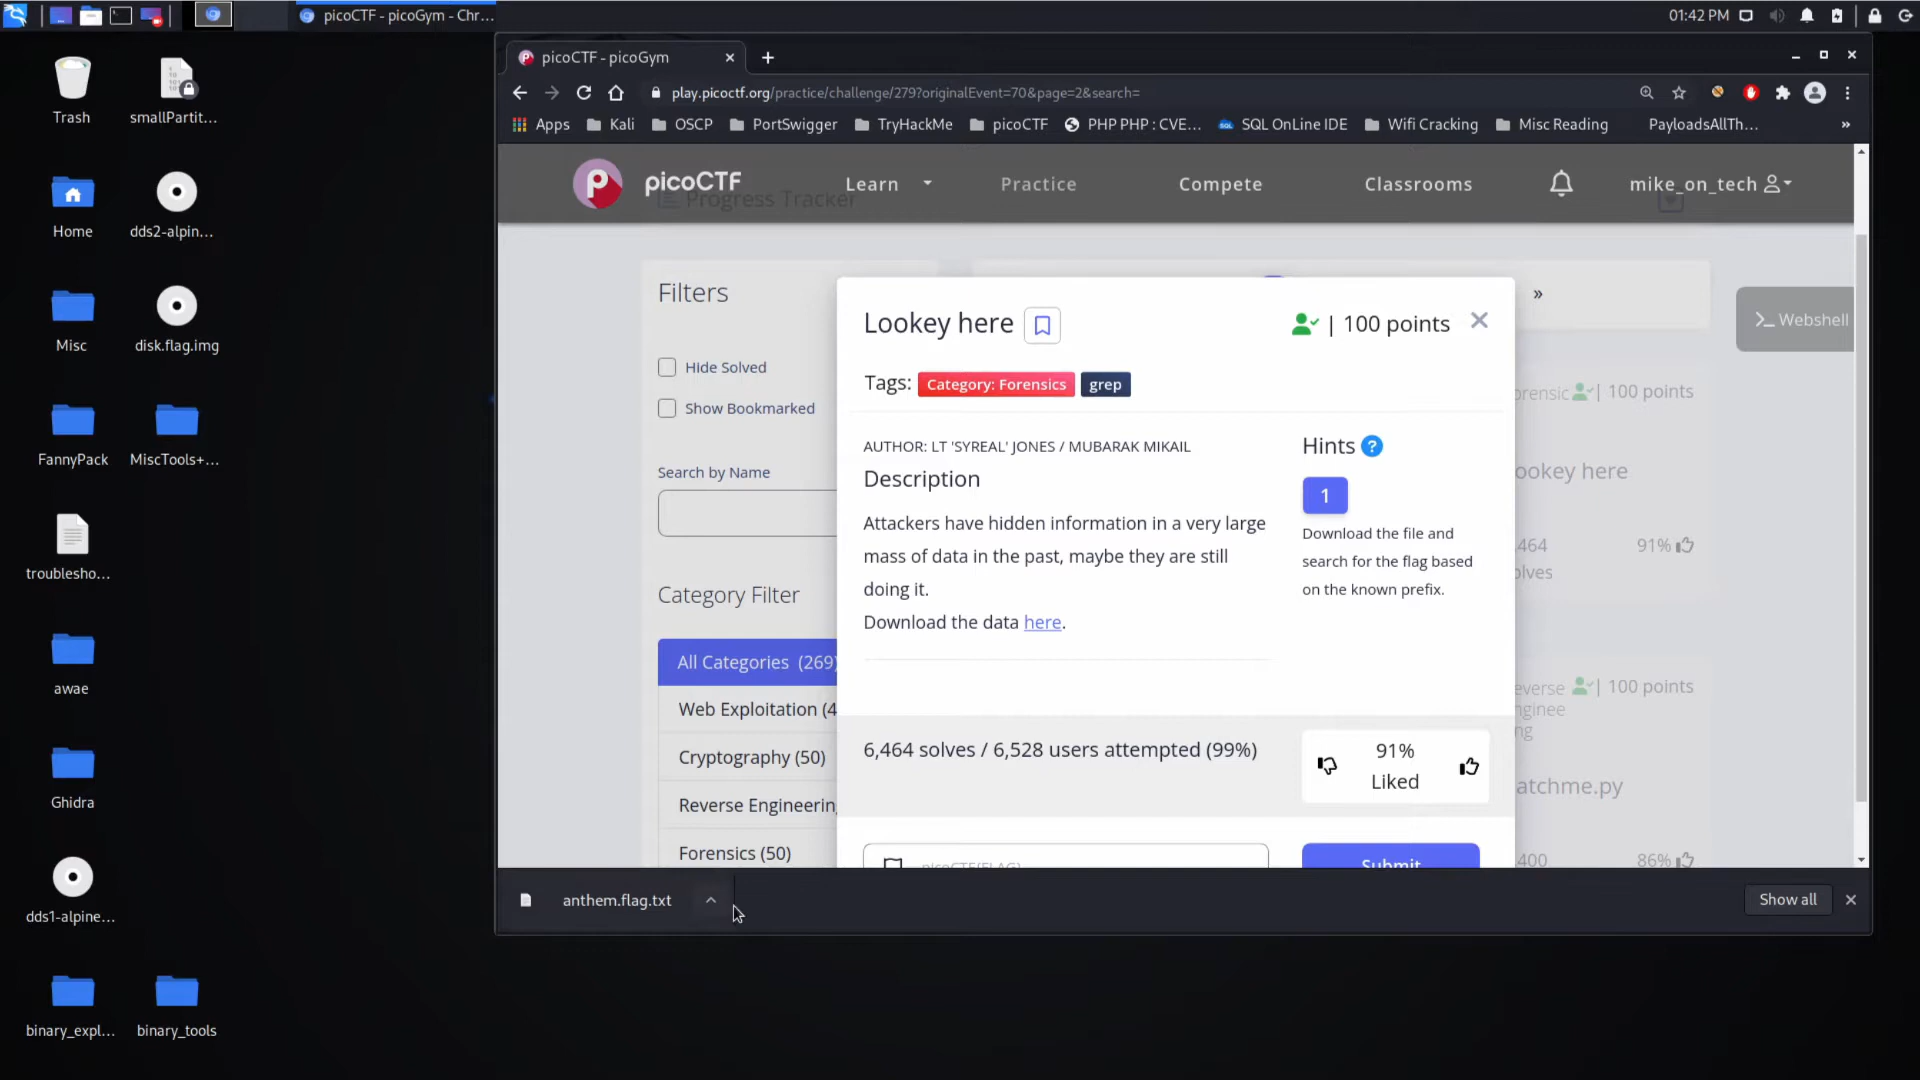 picoCTF - picoGym - Chr...
01:42 PM
Trash
smallPartit...
Home
dds2-alpin...
Misc
disk.flag.img
FannyPack
MiscTools+...
troublesho...
awae
Ghidra
dds1-alpine...
binary_expl...
binary_tools
picoCTF - picoGym
play.picoctf.org/practice/challenge/279?originalEvent=70&page=2&search=
Apps
Kali
OSCP
PortSwigger
TryHackMe
picoCTF
PHP PHP : CVE...
SQL OnLine IDE
Wifi Cracking
Misc Reading
PayloadsAllTh...
»
picoCTF
Learn
Practice
Compete
Classrooms
mike_on_tech
Progress Tracker
Filters
Hide Solved
Show Bookmarked
Search by Name
Category Filter
All Categories (269)
Web Exploitation (4
Cryptography (50)
Reverse Engineerin
Forensics (50)
»
>_ Webshell
Lookey here
| 100 points
Tags: Category: Forensics grep
AUTHOR: LT 'SYREAL' JONES / MUBARAK MIKAIL
Description
Attackers have hidden information in a very large
mass of data in the past, maybe they are still
doing it.
Download the data here.
Hints ?
1
Download the file and
search for the flag based
on the known prefix.
6,464 solves / 6,528 users attempted (99%)
91%
Liked
picoCTF{FLAG}
Submit
orensic | 100 points
ookey here
,464
olves
91%
everse | 100 points
nginee
ng
atchme.py
,400
86%
anthem.flag.txt
Show all